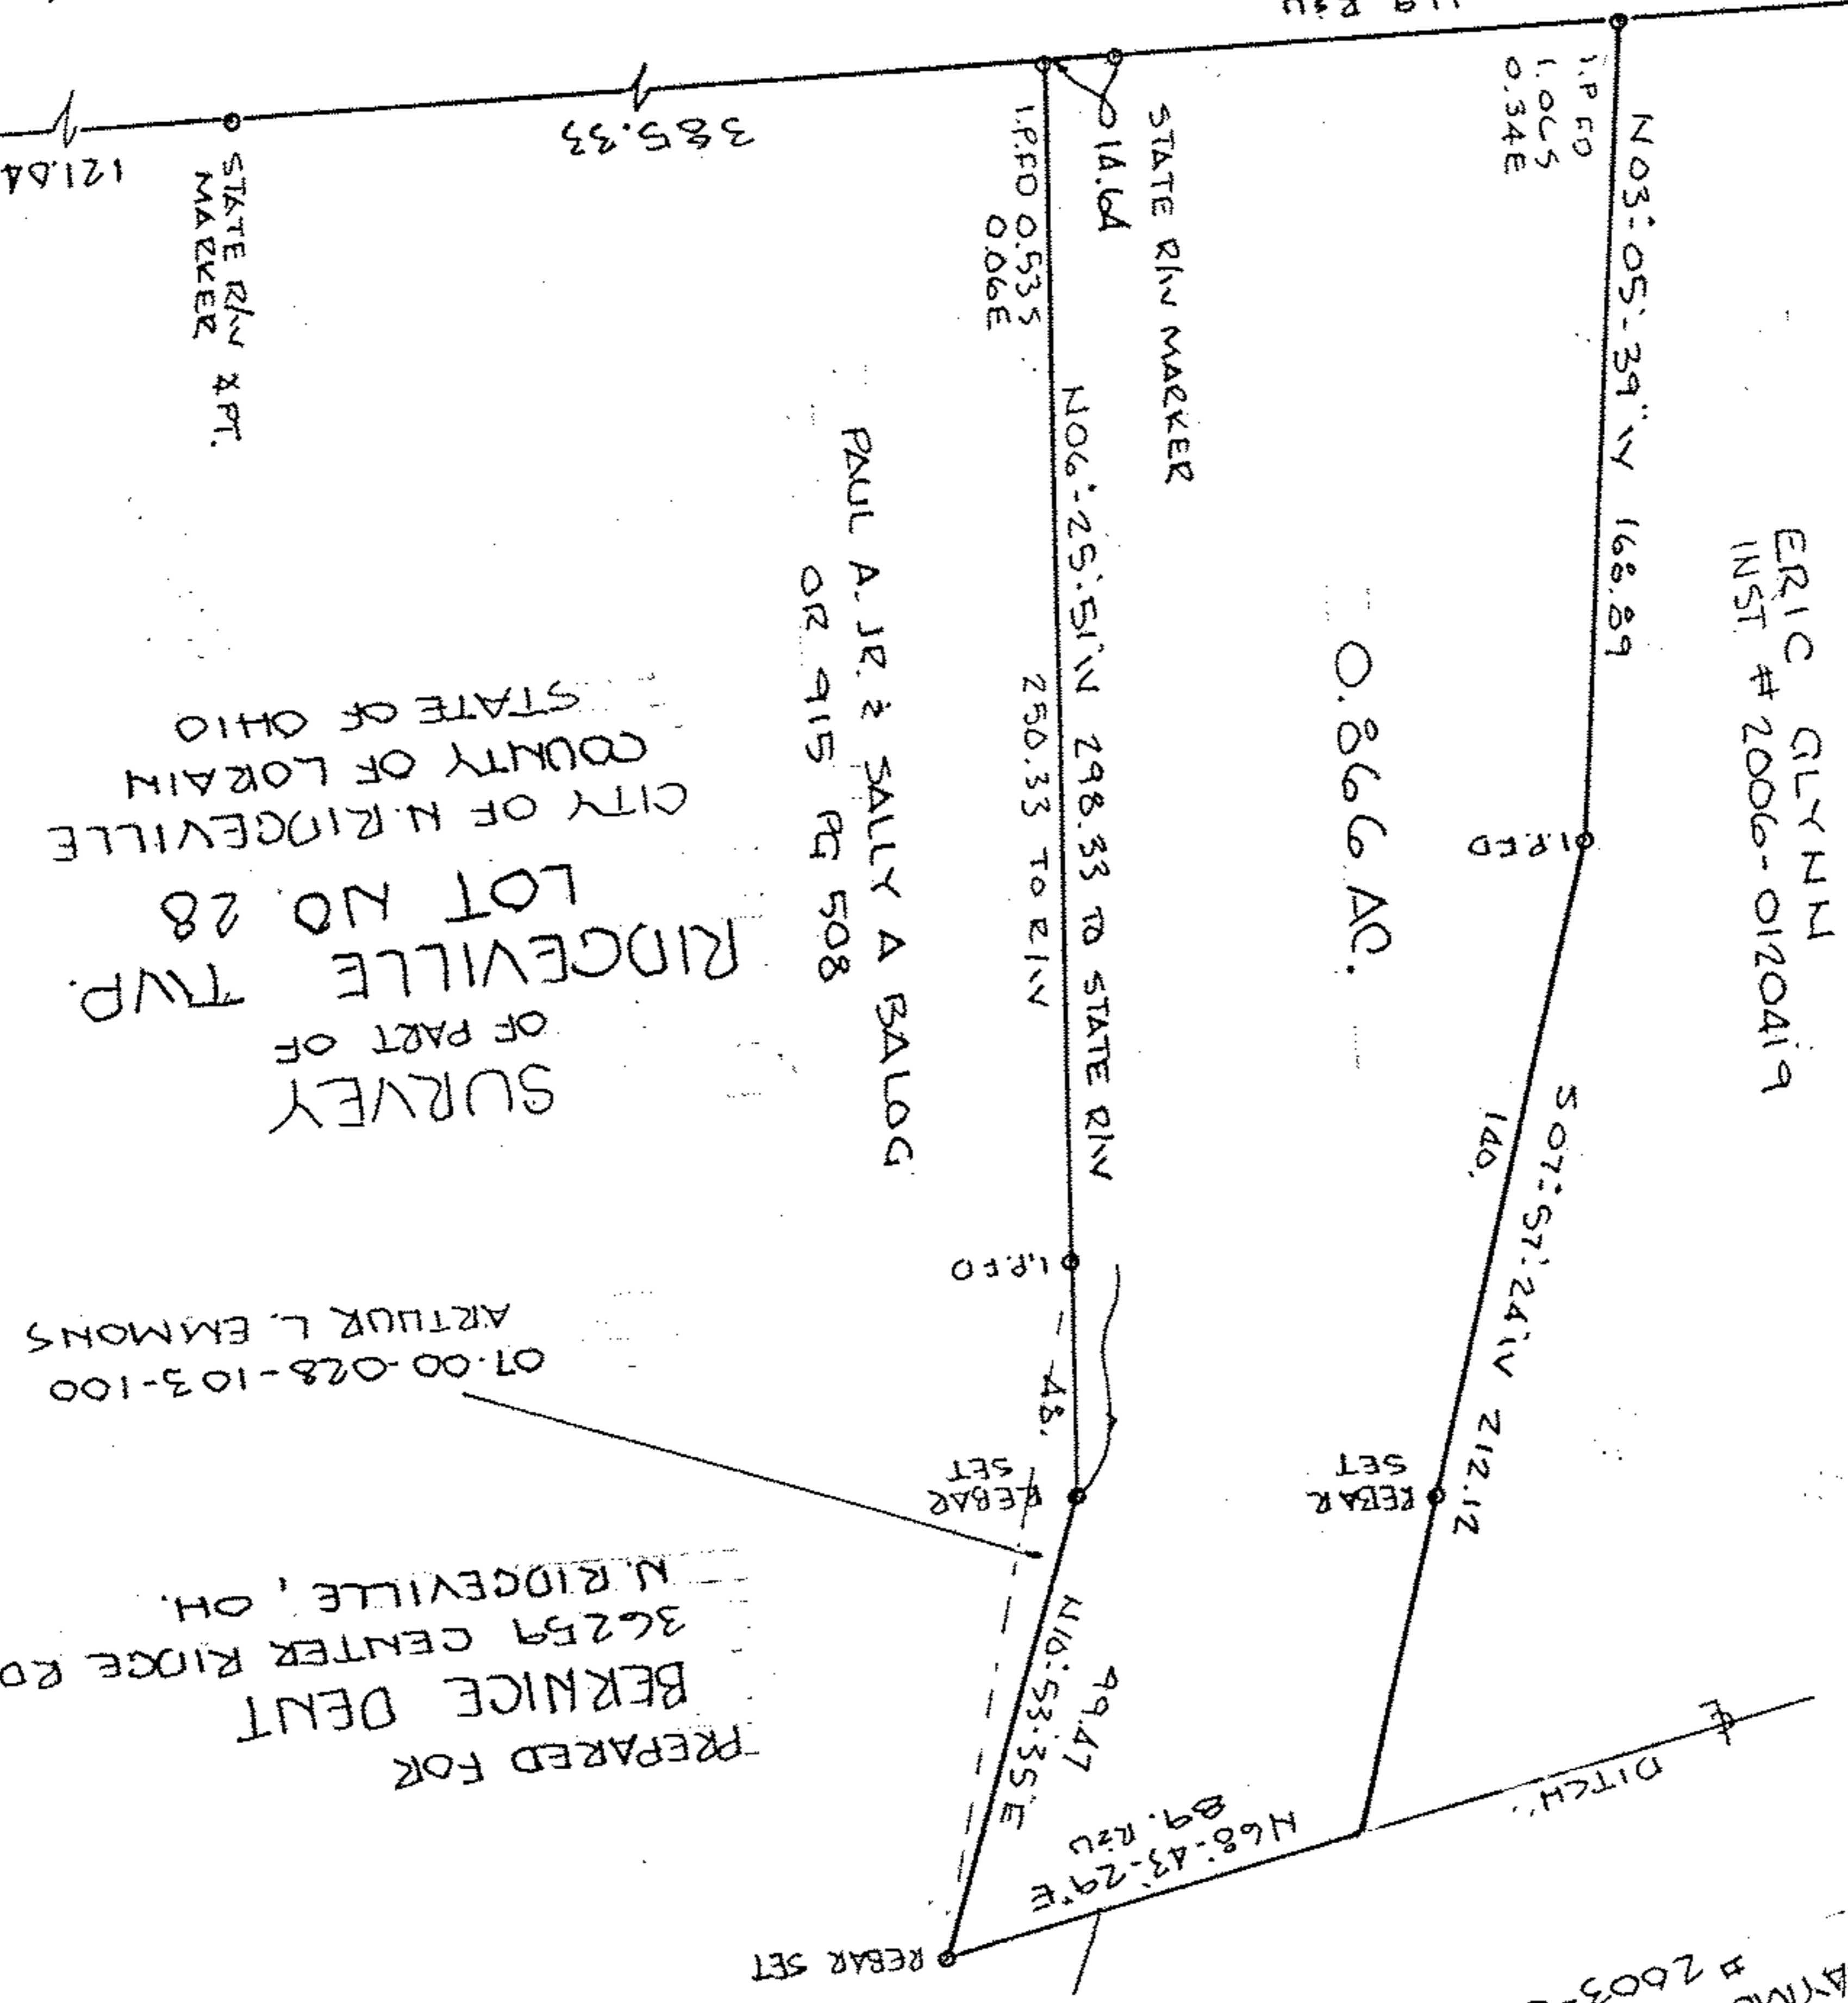 SURVEY
OF PART OF
RIDGEVILLE TWP.
LOT NO. 28
CITY OF N. RIDGEVILLE
COUNTY OF LORAIN
STATE OF OHIO
PREPARED FOR
BERNICE DENT
36259 CENTER RIDGE RD
N. RIDGEVILLE, OH.
07-00-028-103-100
ARTHUR L. EMMONS
PAUL A. JR. & SALLY A BALOG
OR 915 PG 508
ERIC GLYNN
INST # 2006-0120419
0.866 AC.
N03°-05'-39"W 168.89
I.P FD
1.06 S
0.34 E
I.P.FD
S07°-57'-24"W 212.12
140.
REBAR
SET
DITCH
N68°-43'-29"E
89. R&U
REBAR SET
N10°-53'-35"E
99.47
REBAR
SET
48.
I.P.FD
N06°-25'-51"W 298.33 TO STATE R/W
250.33 TO R/W
I.P.FD 0.53 S
0.06 E
14.64
STATE R/W MARKER
385.33
STATE R/W ∡ PT.
MARKER
121.04
R&U
# 2003-